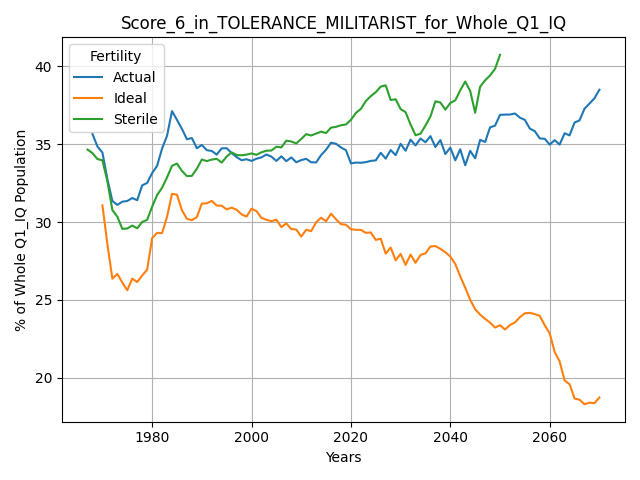 Score_6_in_TOLERANCE_MILITARIST_for_Whole_Q1_IQ
Fertility
Actual
Ideal
Sterile
% of Whole Q1_IQ Population
40
35
30
25
20
1980
2000
2020
2040
2060
Years